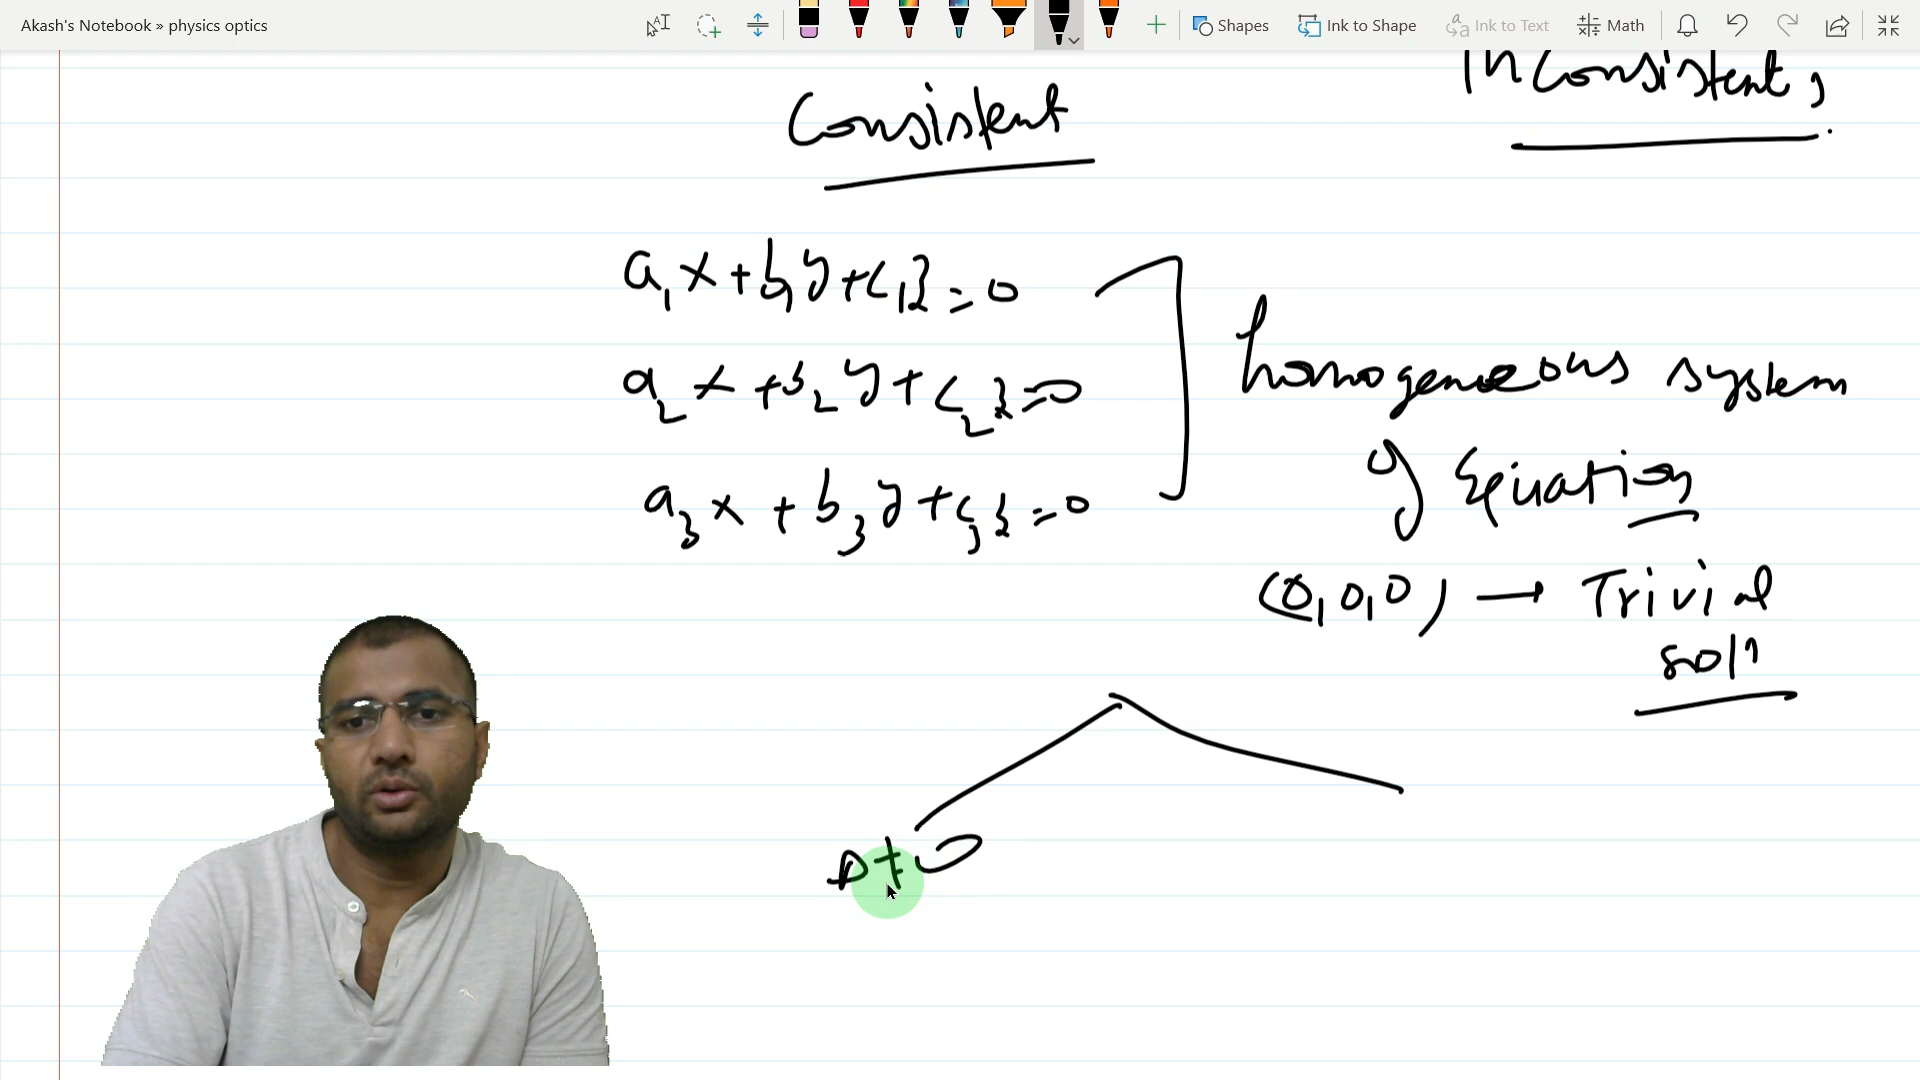 Akash's Notebook » physics optics
Shapes
Ink to Shape
Ink to Text
Math
Inconsistent,
Consistent
a₁x + b₁y + c₁z = 0
a₂x + b₂y + c₂z = 0
a₃x + b₃y + c₃z = 0
homogeneous system
of Equation
(0,0,0) → Trivial
soln
Δ ≠ 0